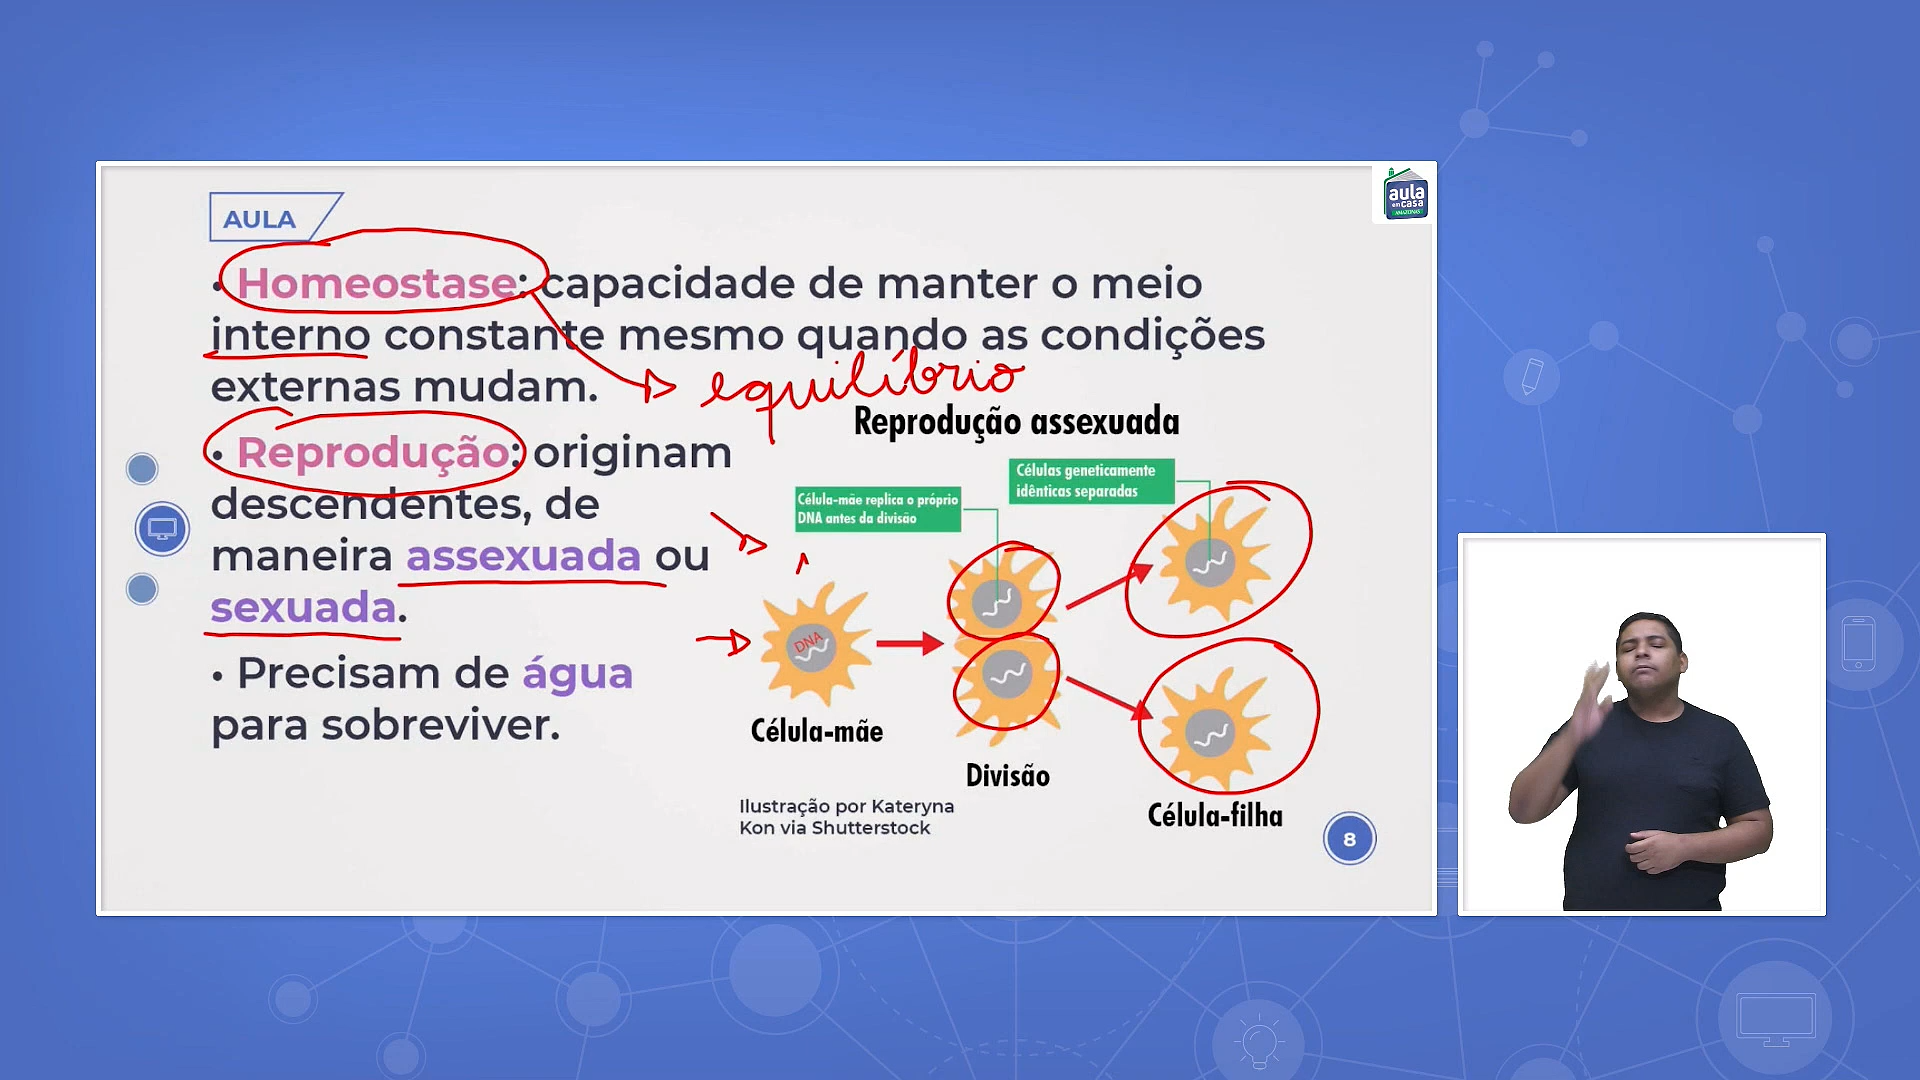 aula
em casa
AMAZONAS
AULA
• Homeostase: capacidade de manter o meio
interno constante mesmo quando as condições
externas mudam.
equilíbrio
• Reprodução: originam
descendentes, de
maneira assexuada ou
sexuada.
• Precisam de água
para sobreviver.
Reprodução assexuada
Célula-mãe replica o próprio
DNA antes da divisão
Células geneticamente
idênticas separadas
DNA
Célula-mãe
Divisão
Célula-filha
Ilustração por Kateryna
Kon via Shutterstock
8